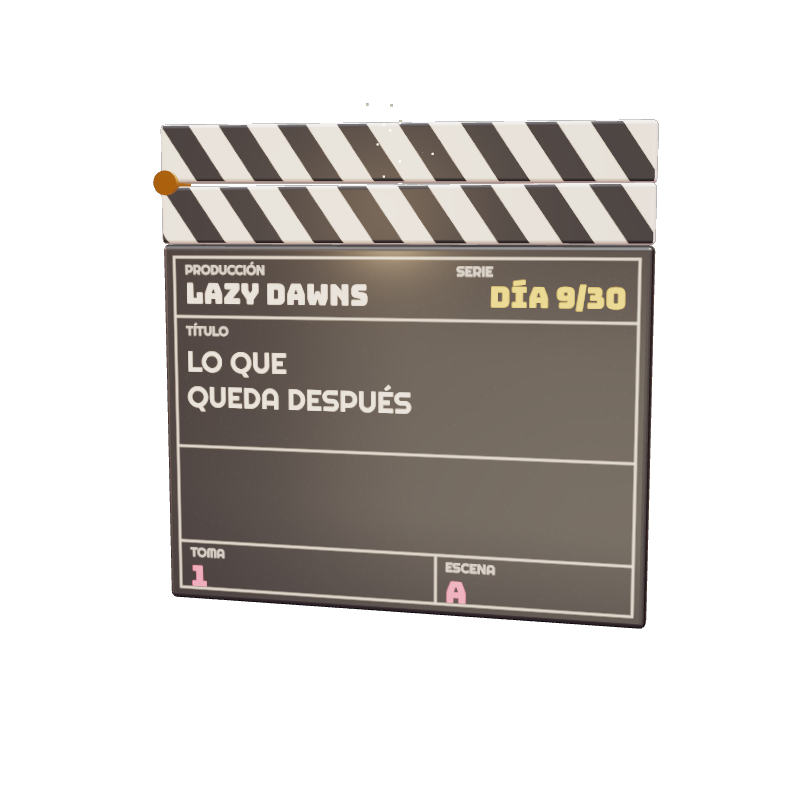 PRODUCCIÓN
LAZY DAWNS
SERIE
DÍA 9/30
TÍTULO
LO QUE
QUEDA DESPUÉS
TOMA
1
ESCENA
A